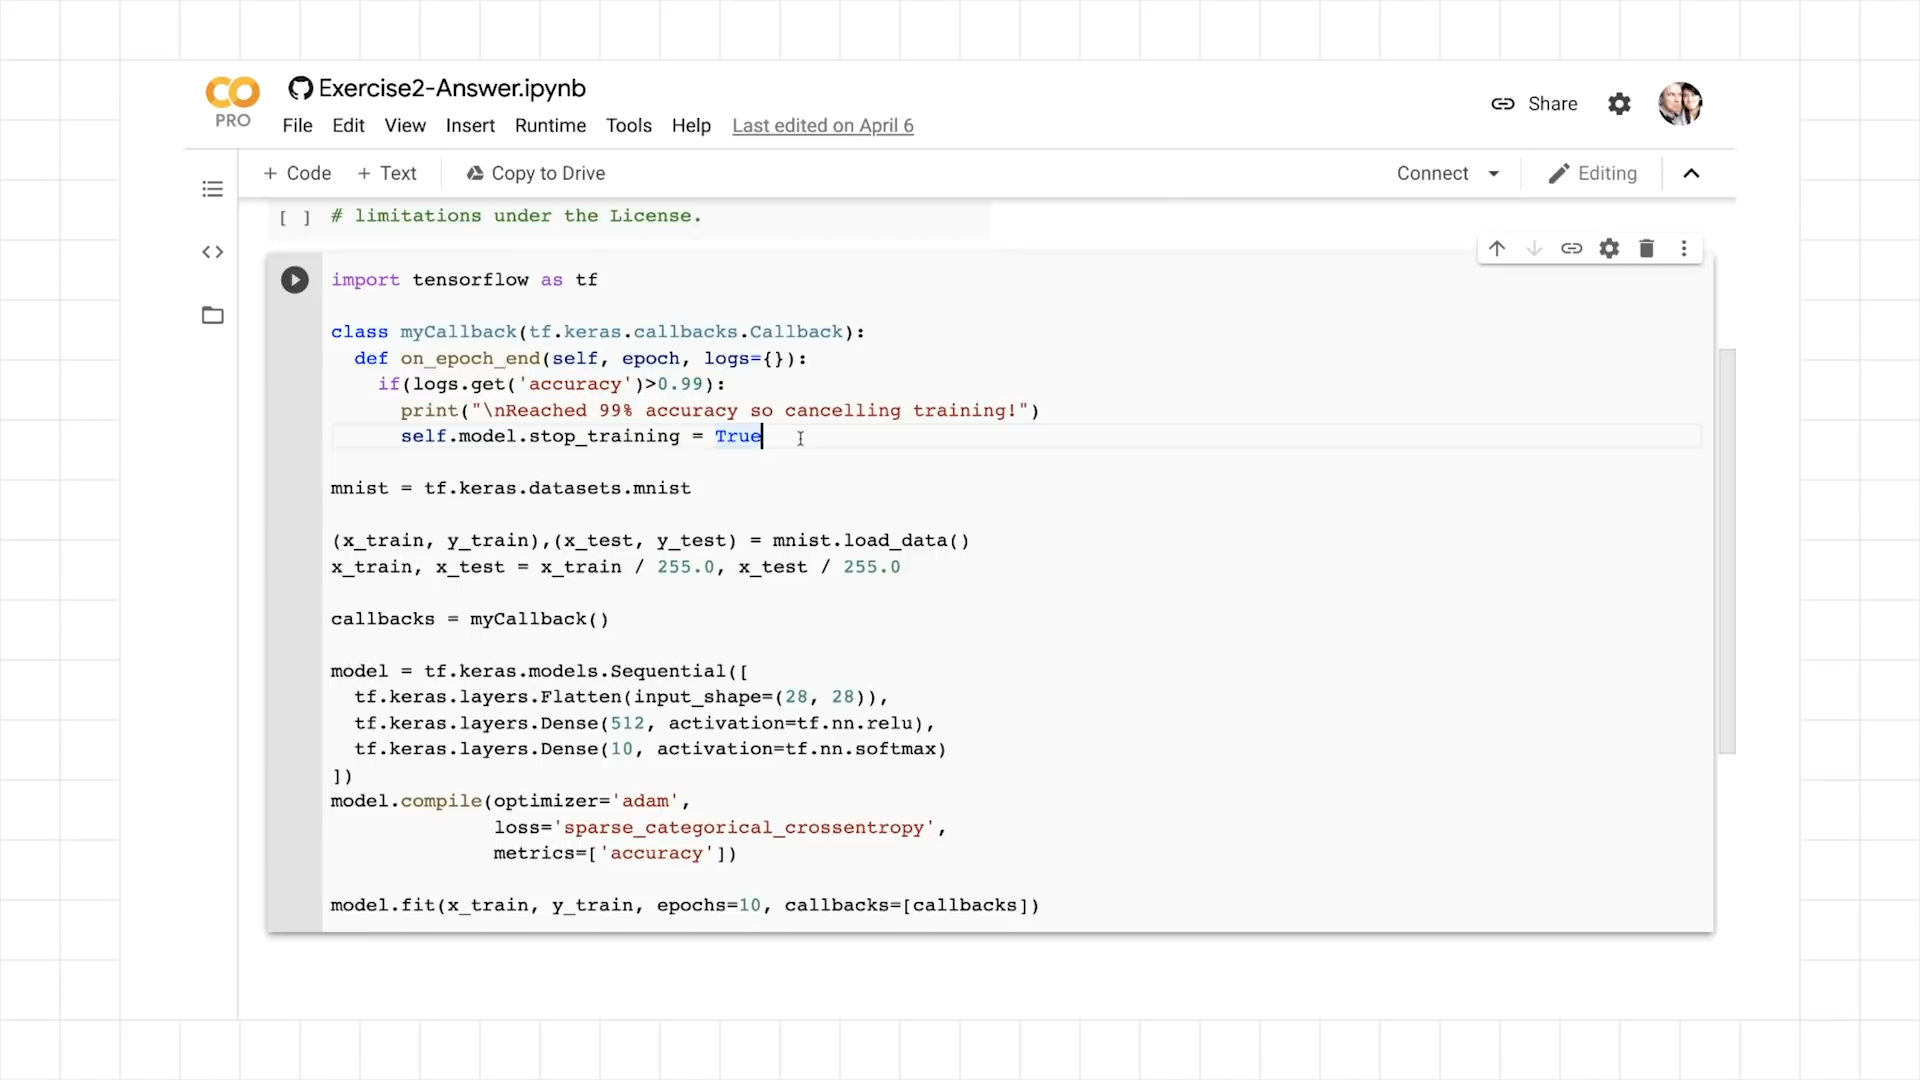 CO
PRO
Exercise2-Answer.ipynb
File Edit View Insert Runtime Tools Help Last edited on April 6
Share
+ Code + Text Copy to Drive
Connect Editing
[ ] # limitations under the License.
import tensorflow as tf
class myCallback(tf.keras.callbacks.Callback):
  def on_epoch_end(self, epoch, logs={}):
    if(logs.get('accuracy')>0.99):
      print("\nReached 99% accuracy so cancelling training!")
      self.model.stop_training = True
mnist = tf.keras.datasets.mnist
(x_train, y_train),(x_test, y_test) = mnist.load_data()
x_train, x_test = x_train / 255.0, x_test / 255.0
callbacks = myCallback()
model = tf.keras.models.Sequential([
  tf.keras.layers.Flatten(input_shape=(28, 28)),
  tf.keras.layers.Dense(512, activation=tf.nn.relu),
  tf.keras.layers.Dense(10, activation=tf.nn.softmax)
])
model.compile(optimizer='adam',
              loss='sparse_categorical_crossentropy',
              metrics=['accuracy'])
model.fit(x_train, y_train, epochs=10, callbacks=[callbacks])